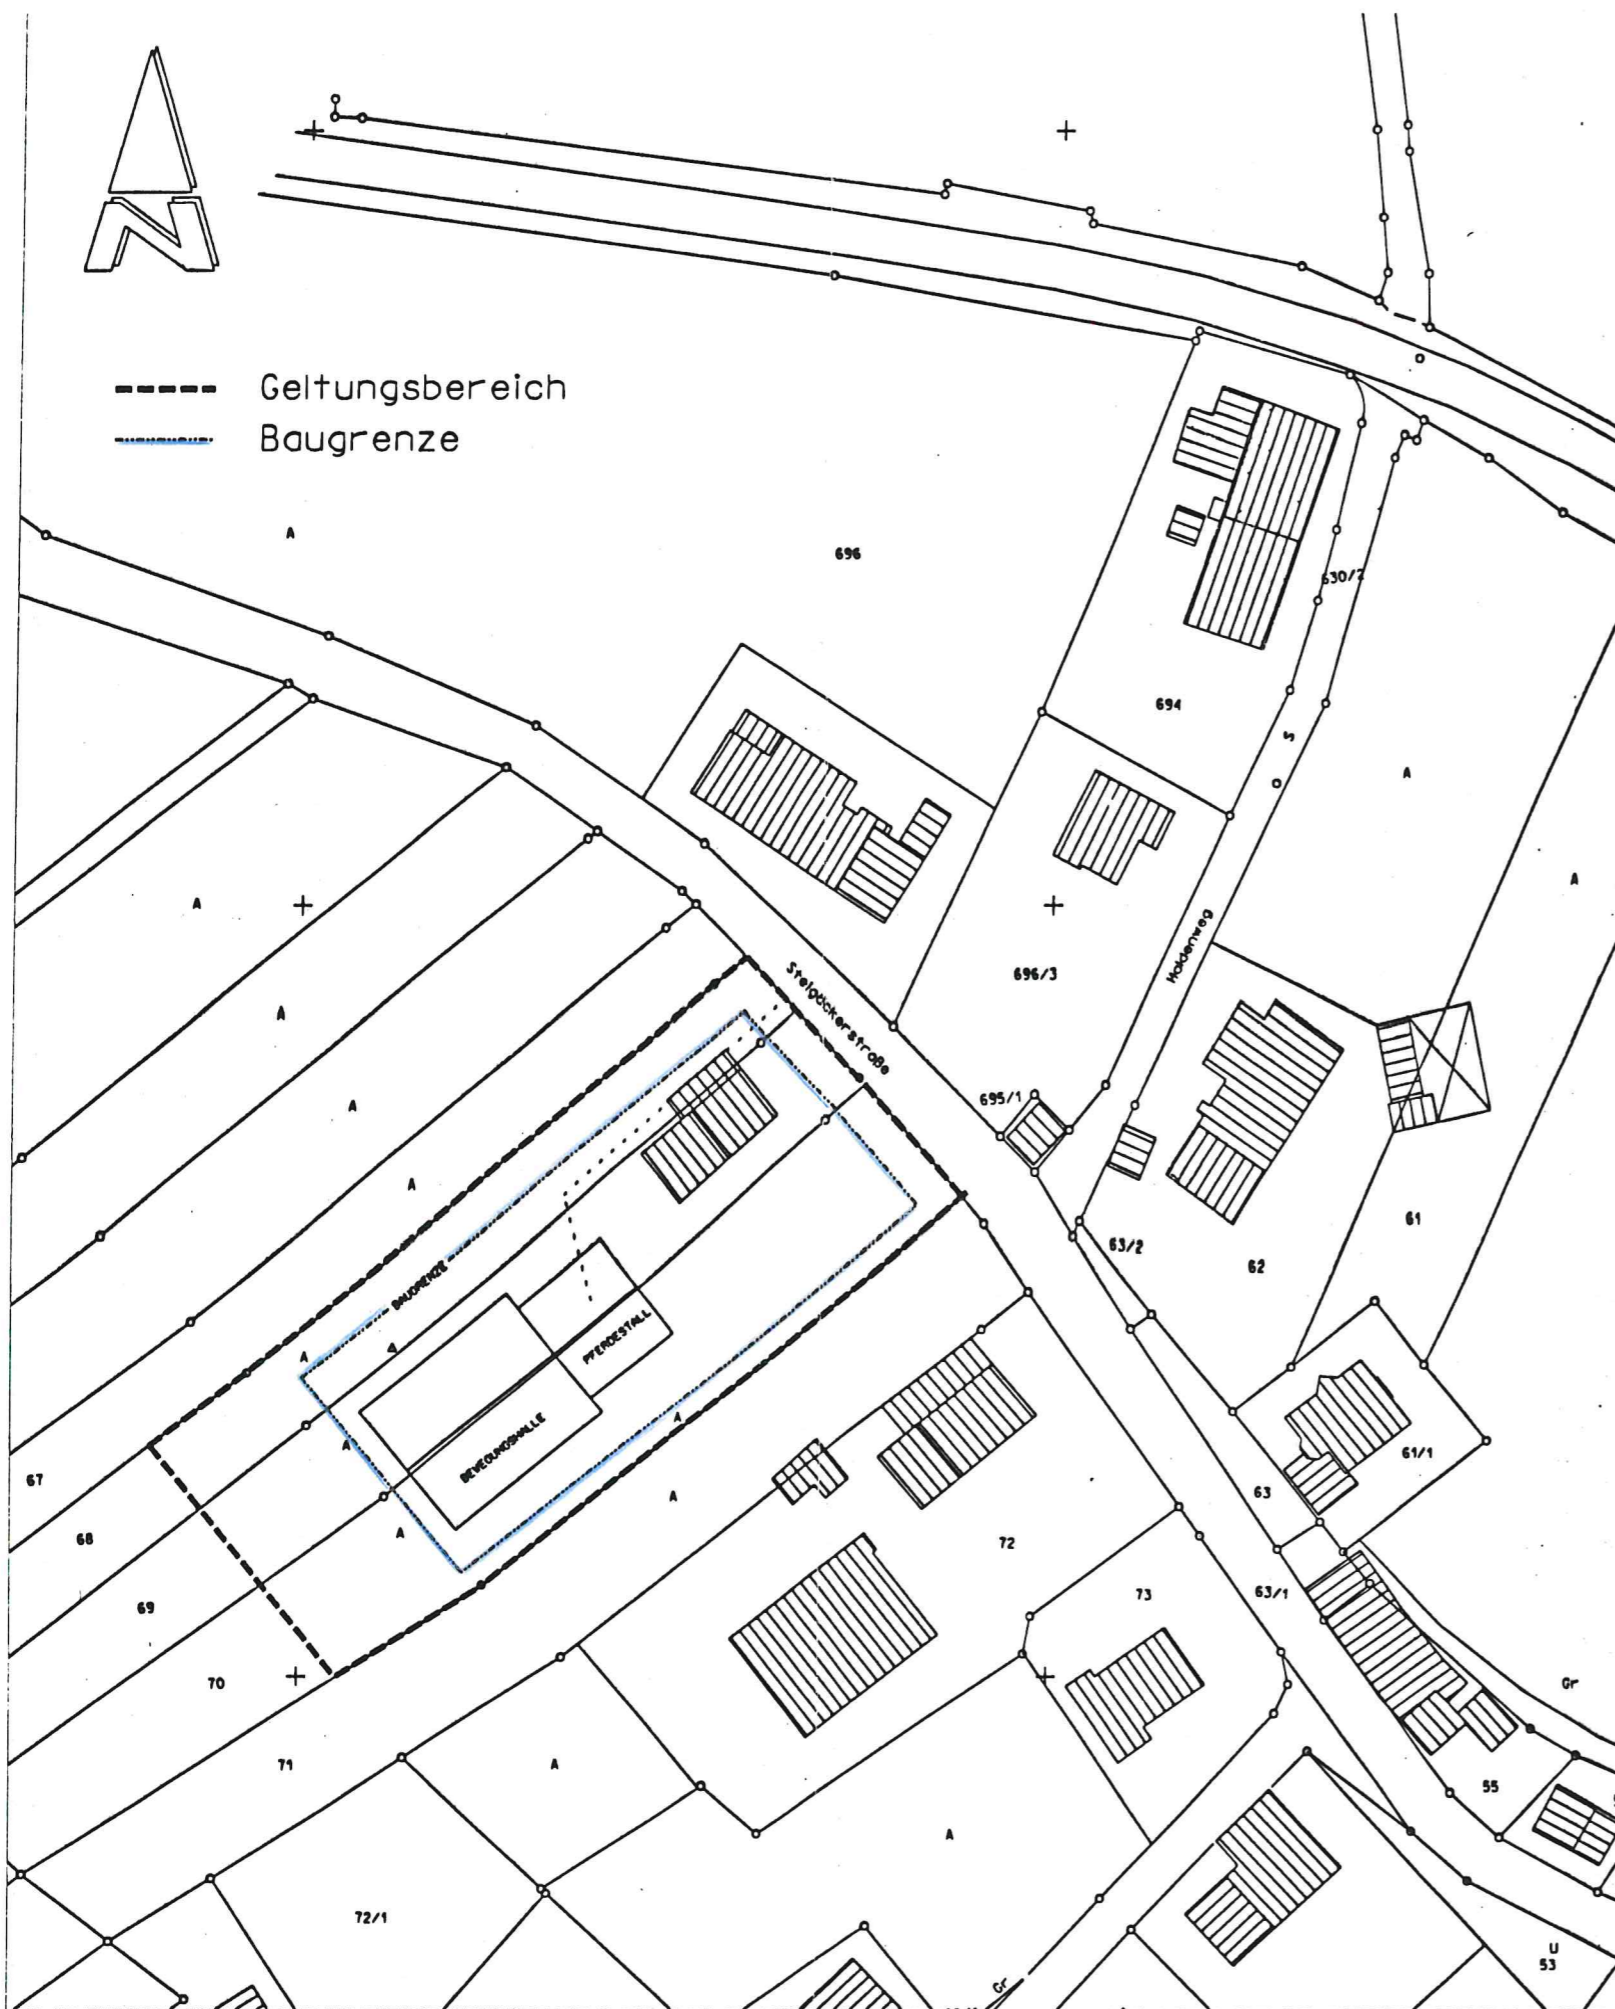 N
Geltungsbereich
Baugrenze
A
696
630/2
694
S
A
A
A
696/3
Haldenweg
Steigäckerstraße
A
695/1
A
A
61
63/2
62
BAUGRENZE
A
A
PFERDESTALL
A
A
BEWEGUNGSHALLE
61/1
67
A
63
68
A
72
73
63/1
69
70
Gr
71
A
55
A
72/1
U
53
Gr